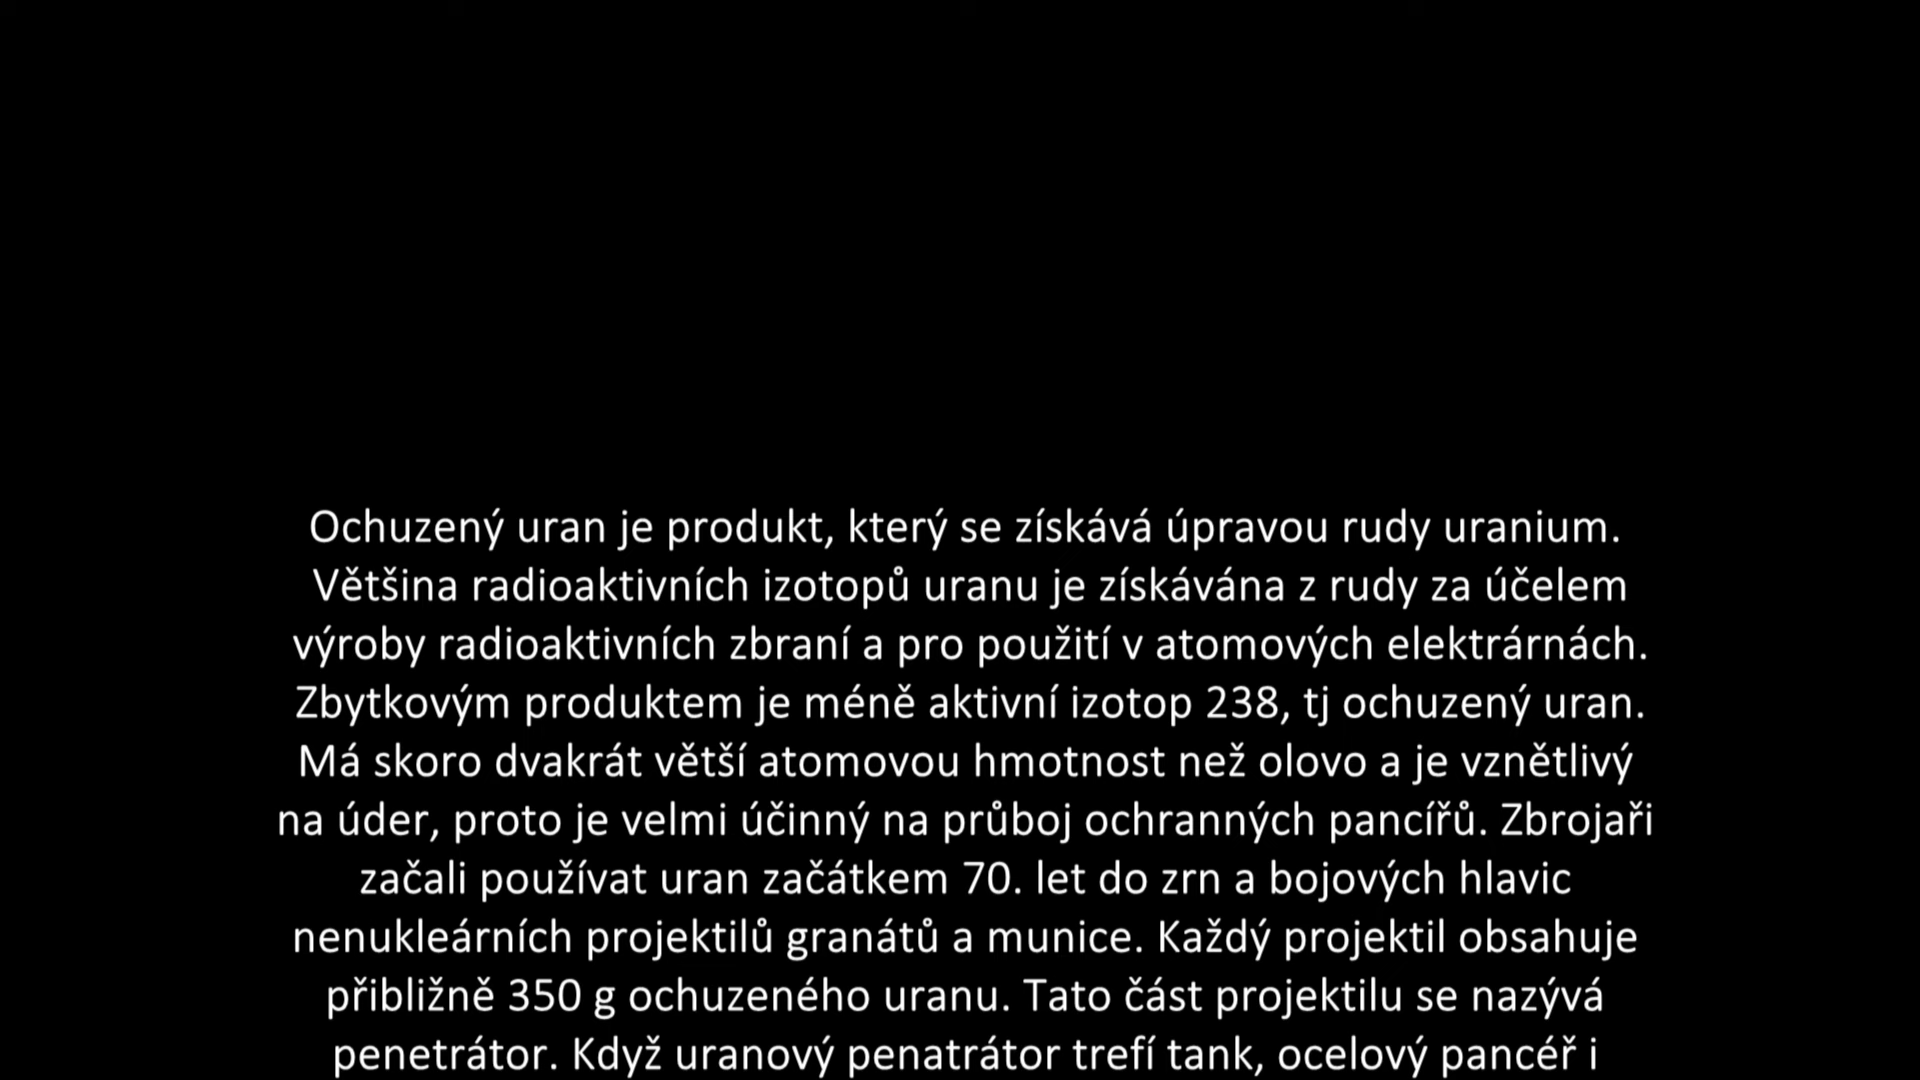 Ochuzený uran je produkt, který se získává úpravou rudy uranium.
Většina radioaktivních izotopů uranu je získávána z rudy za účelem
výroby radioaktivních zbraní a pro použití v atomových elektrárnách.
Zbytkovým produktem je méně aktivní izotop 238, tj ochuzený uran.
Má skoro dvakrát větší atomovou hmotnost než olovo a je vznětlivý
na úder, proto je velmi účinný na průboj ochranných pancířů. Zbrojaři
začali používat uran začátkem 70. let do zrn a bojových hlavic
nenukleárních projektilů granátů a munice. Každý projektil obsahuje
přibližně 350 g ochuzeného uranu. Tato část projektilu se nazývá
penetrátor. Když uranový penatrátor trefí tank, ocelový pancéř i